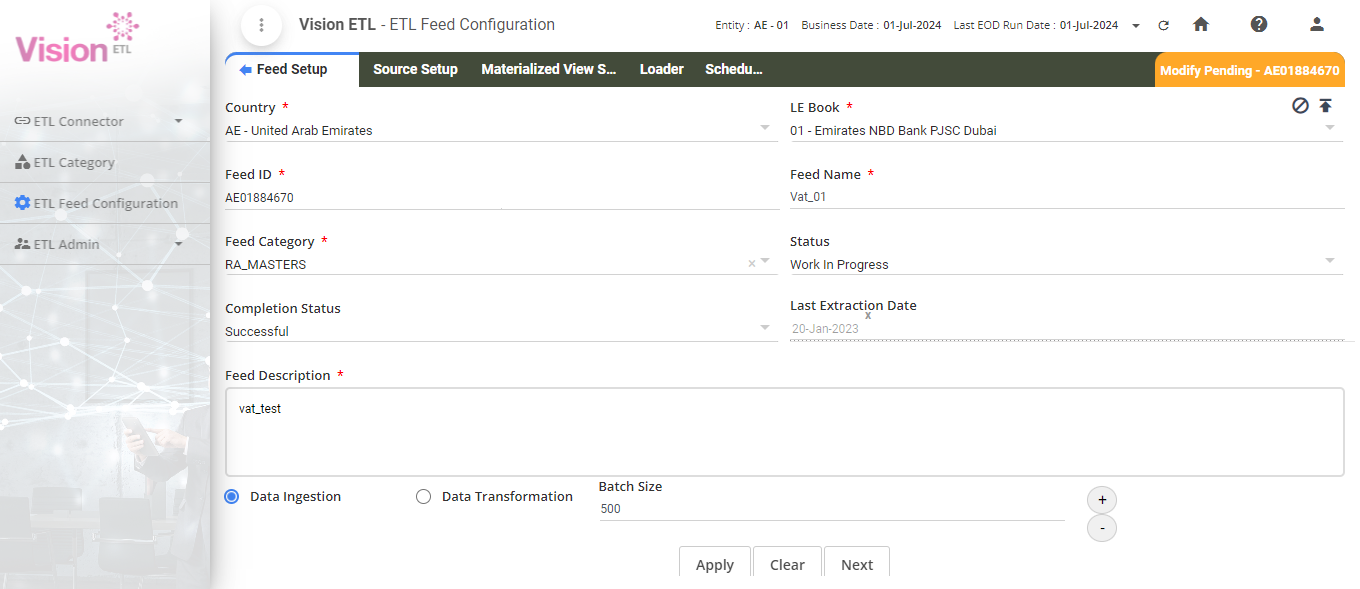 Vision ETL
Vision ETL - ETL Feed Configuration
Entity : AE - 01 Business Date : 01-Jul-2024 Last EOD Run Date : 01-Jul-2024
Feed Setup Source Setup Materialized View S... Loader Schedu... Modify Pending - AE01884670
ETL Connector
ETL Category
ETL Feed Configuration
ETL Admin
Country * LE Book *
AE - United Arab Emirates 01 - Emirates NBD Bank PJSC Dubai
Feed ID * Feed Name *
AE01884670 Vat_01
Feed Category * Status
RA_MASTERS × Work In Progress
Completion Status Last Extraction Date
Successful x
20-Jan-2023
Feed Description *
vat_test
Data Ingestion Data Transformation Batch Size
500
+
-
Apply Clear Next